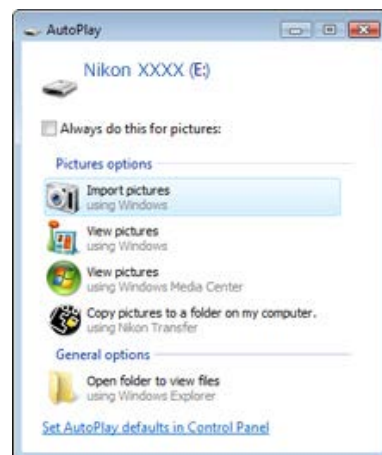 AutoPlay
Nikon XXXX (E:)
Always do this for pictures:
Pictures options
Import pictures
using Windows
View pictures
using Windows
View pictures
using Windows Media Center
Copy pictures to a folder on my computer.
using Nikon Transfer
General options
Open folder to view files
using Windows Explorer
Set AutoPlay defaults in Control Panel